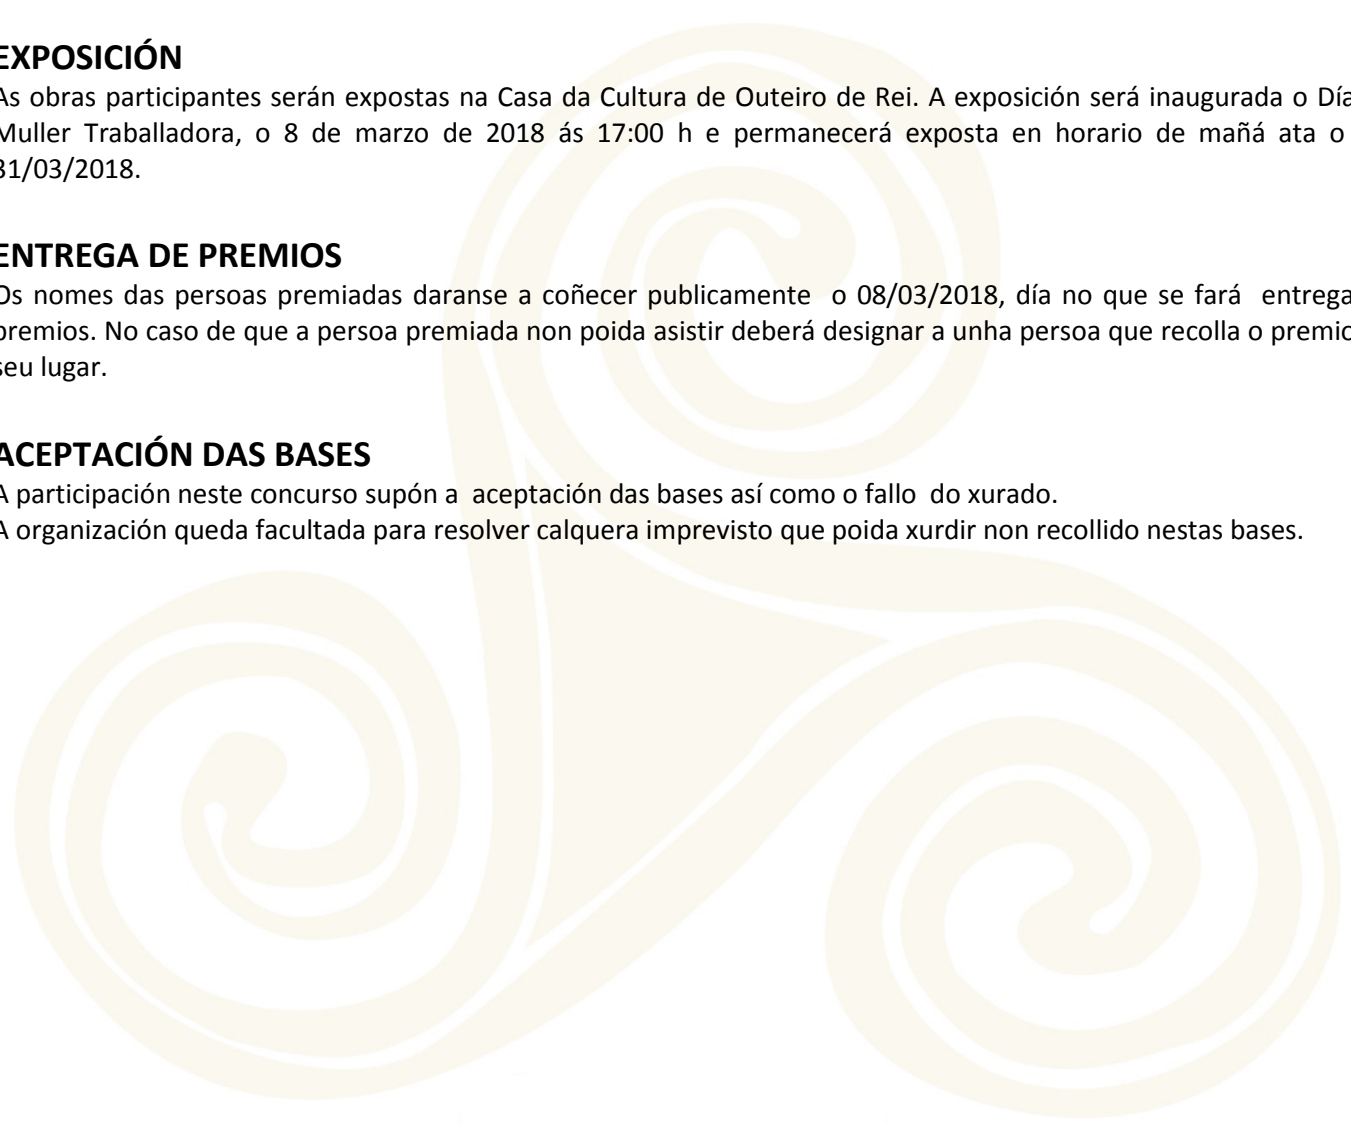 EXPOSICIÓN
As obras participantes serán expostas na Casa da Cultura de Outeiro de Rei. A exposición será inaugurada o Día
Muller Traballadora, o 8 de marzo de 2018 ás 17:00 h e permanecerá exposta en horario de mañá ata o
31/03/2018.
ENTREGA DE PREMIOS
Os nomes das persoas premiadas daranse a coñecer publicamente o 08/03/2018, día no que se fará entrega
premios. No caso de que a persoa premiada non poida asistir deberá designar a unha persoa que recolla o premio
seu lugar.
ACEPTACIÓN DAS BASES
A participación neste concurso supón a aceptación das bases así como o fallo do xurado.
A organización queda facultada para resolver calquera imprevisto que poida xurdir non recollido nestas bases.